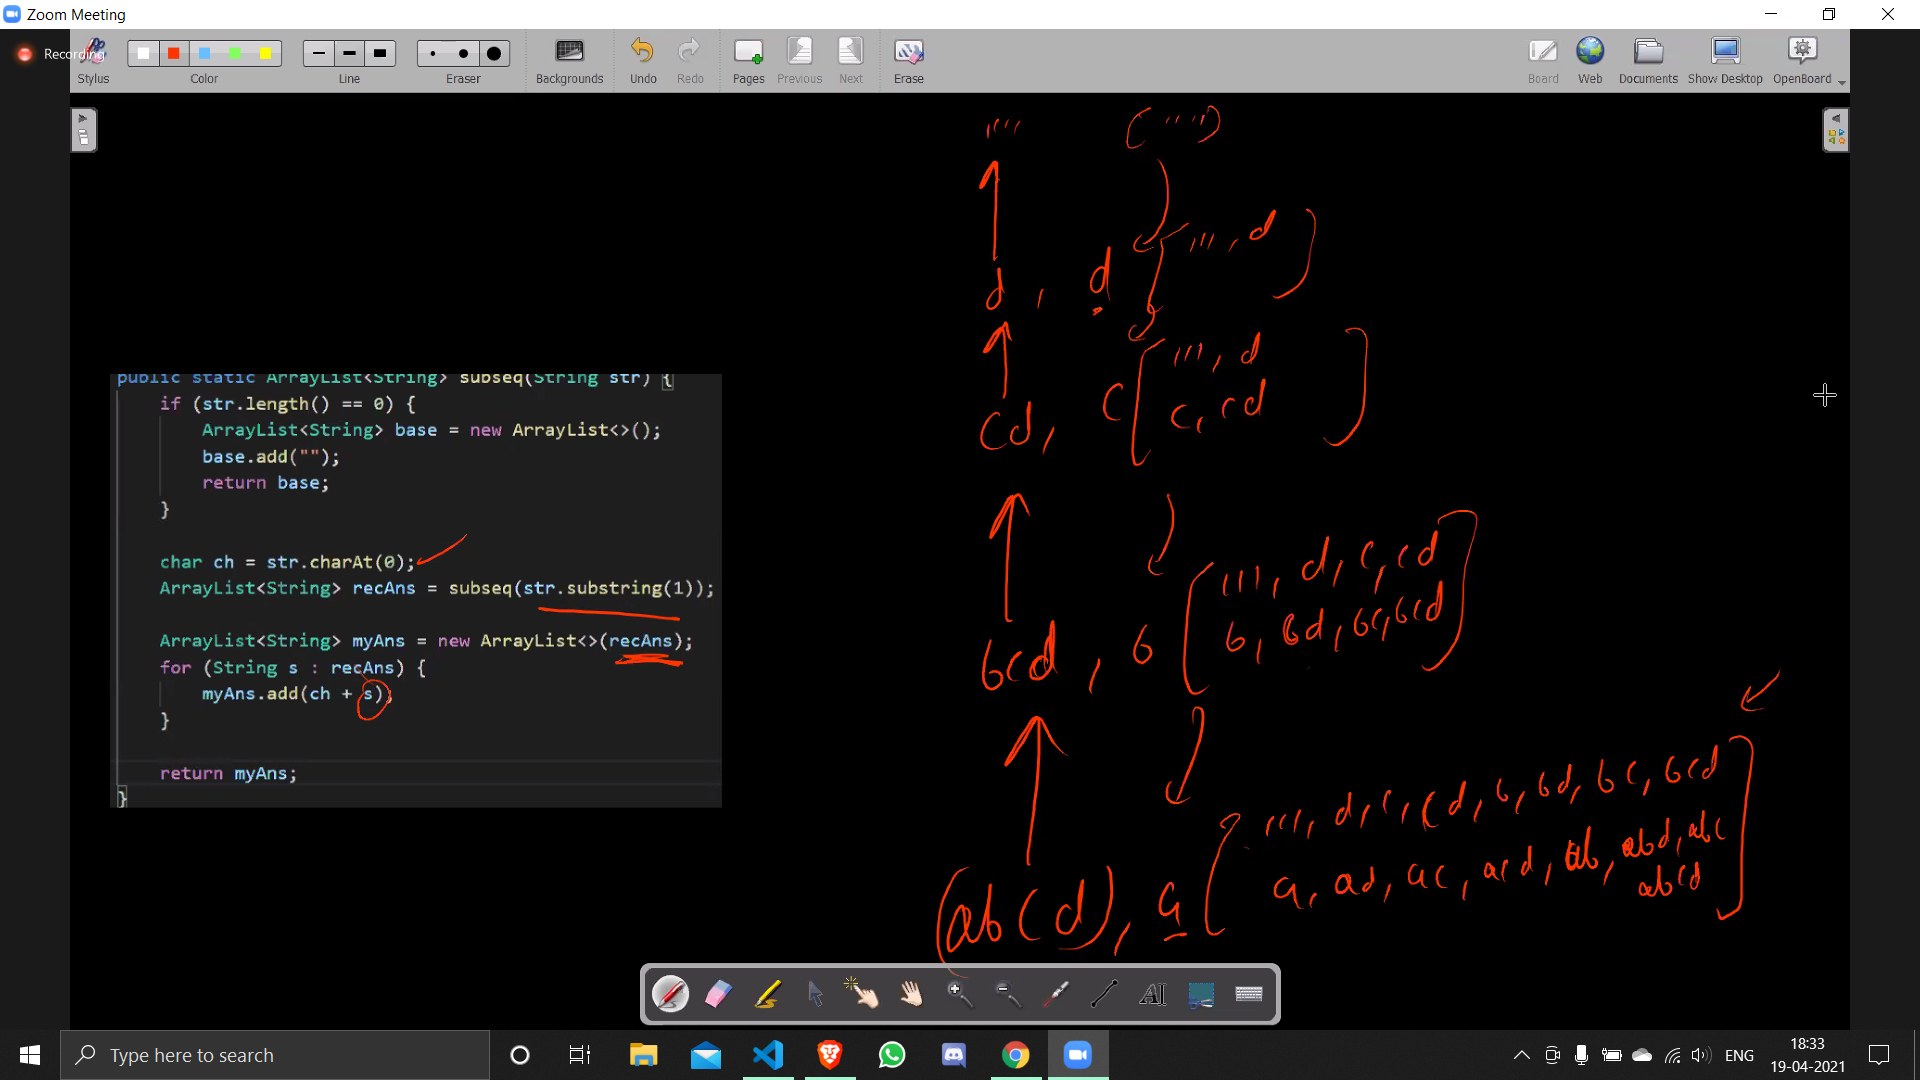 Zoom Meeting
Recording
Stylus Color Line Eraser Backgrounds Undo Redo Pages Previous Next Erase Board Web Documents Show Desktop OpenBoard
"" ("")
d , d ["", d]
cd, c ["", d
c, cd]
bcd , b ["", d, c, cd
b, bd, bc, bcd]
(abcd), a ["", d, c, cd, b, bd, bc, bcd
a, ad, ac, acd, ab, abd, abc
abcd]
public static ArrayList<String> subseq(String str) {
if (str.length() == 0) {
ArrayList<String> base = new ArrayList<>();
base.add("");
return base;
}
char ch = str.charAt(0);
ArrayList<String> recAns = subseq(str.substring(1));
ArrayList<String> myAns = new ArrayList<>(recAns);
for (String s : recAns) {
myAns.add(ch + s);
}
return myAns;
}
AI
Type here to search
ENG
18:33
19-04-2021